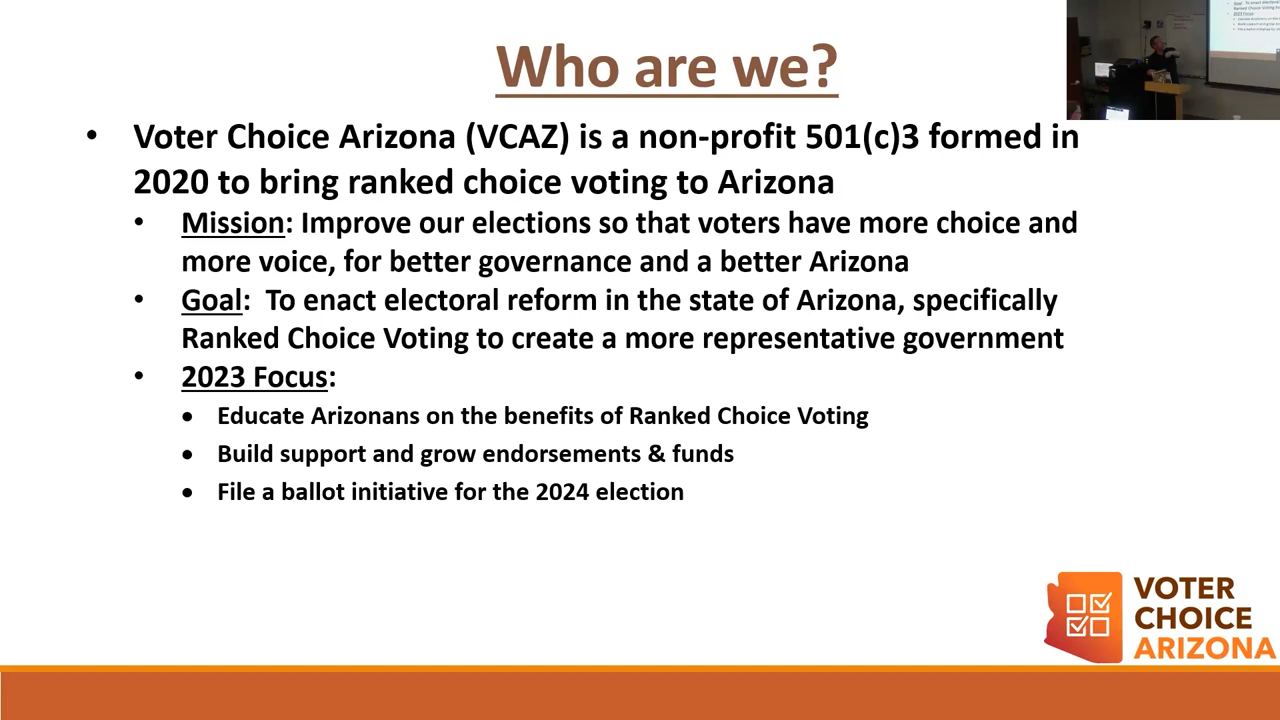 Who are we?
• Voter Choice Arizona (VCAZ) is a non-profit 501(c)3 formed in
2020 to bring ranked choice voting to Arizona
• Mission: Improve our elections so that voters have more choice and
more voice, for better governance and a better Arizona
• Goal:  To enact electoral reform in the state of Arizona, specifically
Ranked Choice Voting to create a more representative government
• 2023 Focus:
• Educate Arizonans on the benefits of Ranked Choice Voting
• Build support and grow endorsements & funds
• File a ballot initiative for the 2024 election
VOTER
CHOICE
ARIZONA